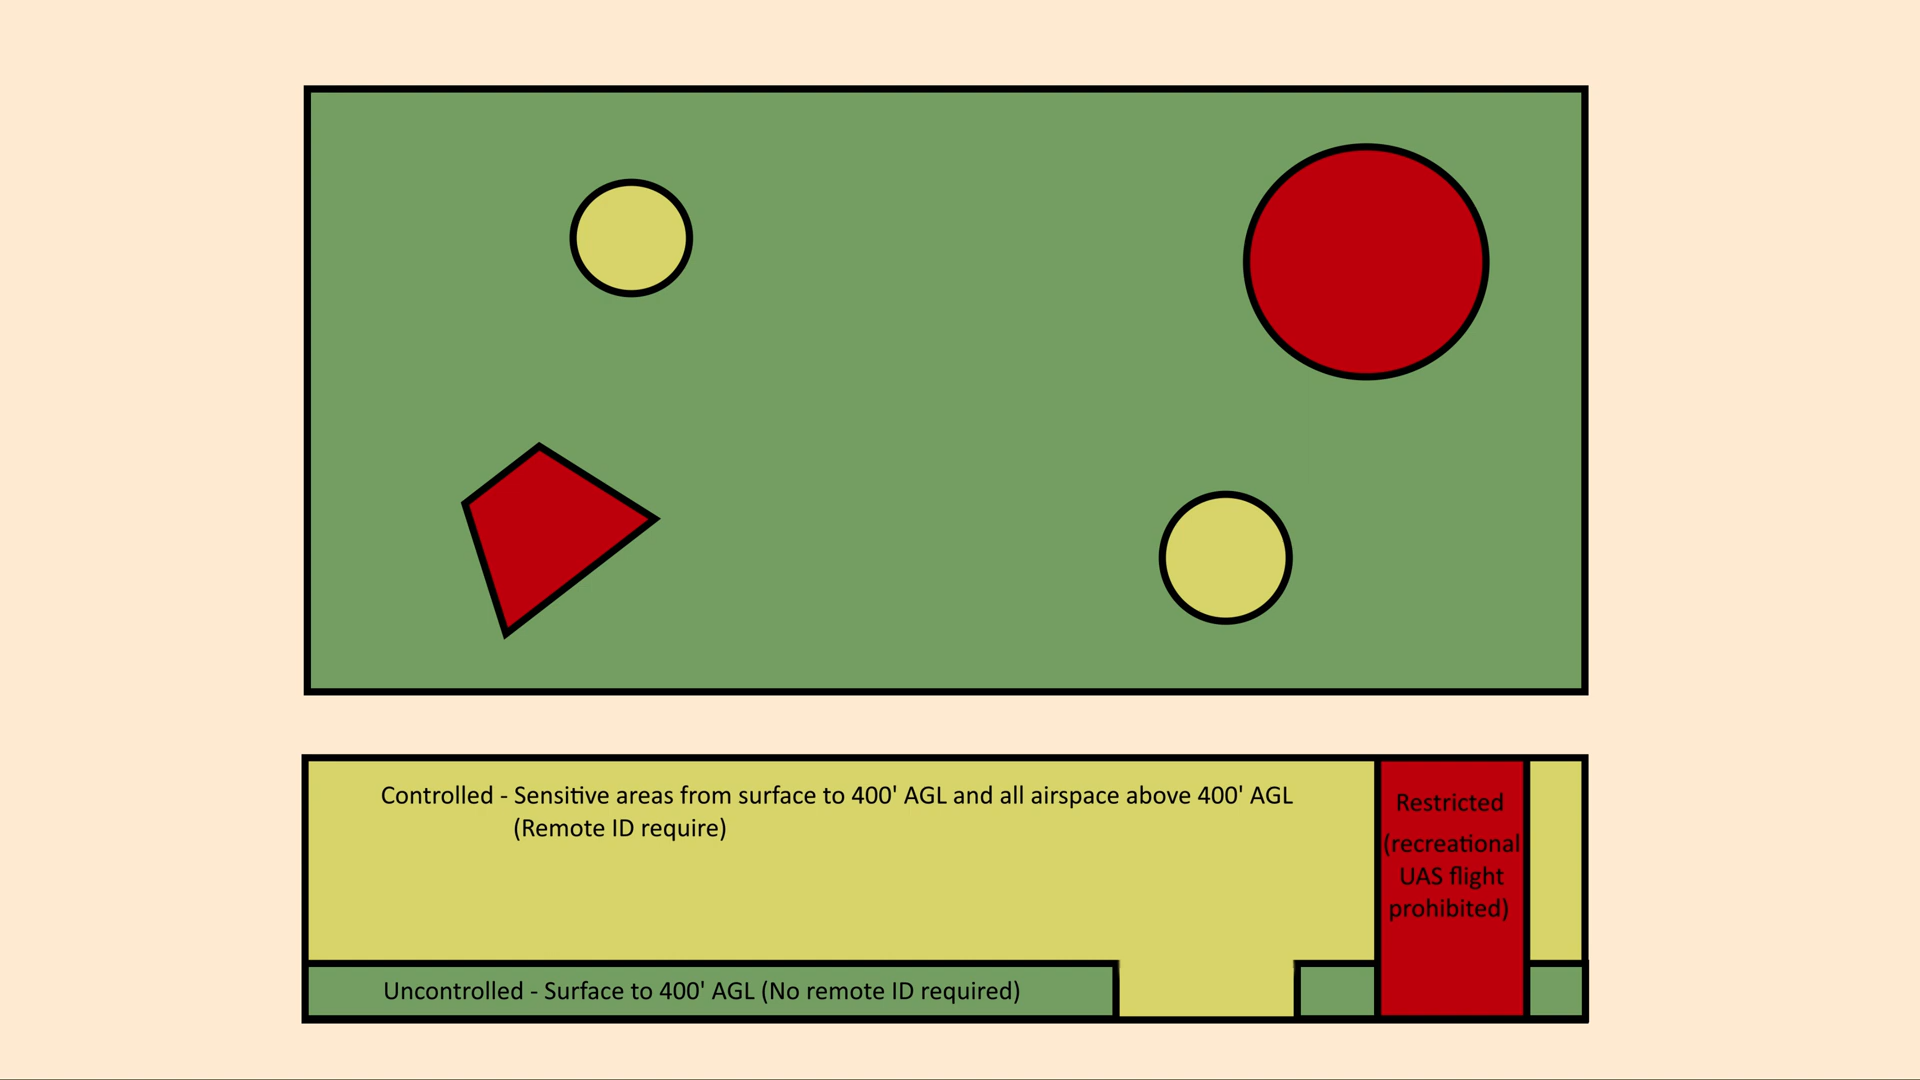 Controlled - Sensitive areas from surface to 400' AGL and all airspace above 400' AGL
(Remote ID require)
Restricted
(recreational
UAS flight
prohibited)
Uncontrolled - Surface to 400' AGL (No remote ID required)